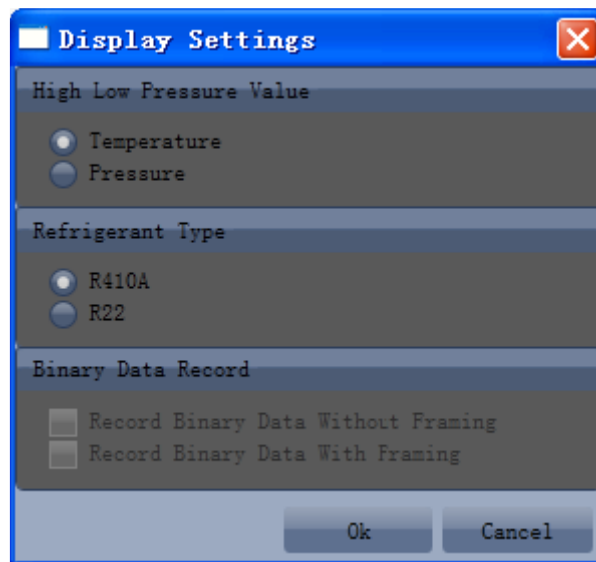 Display Settings
High Low Pressure Value
Temperature
Pressure
Refrigerant Type
R410A
R22
Binary Data Record
Record Binary Data Without Framing
Record Binary Data With Framing
Ok Cancel